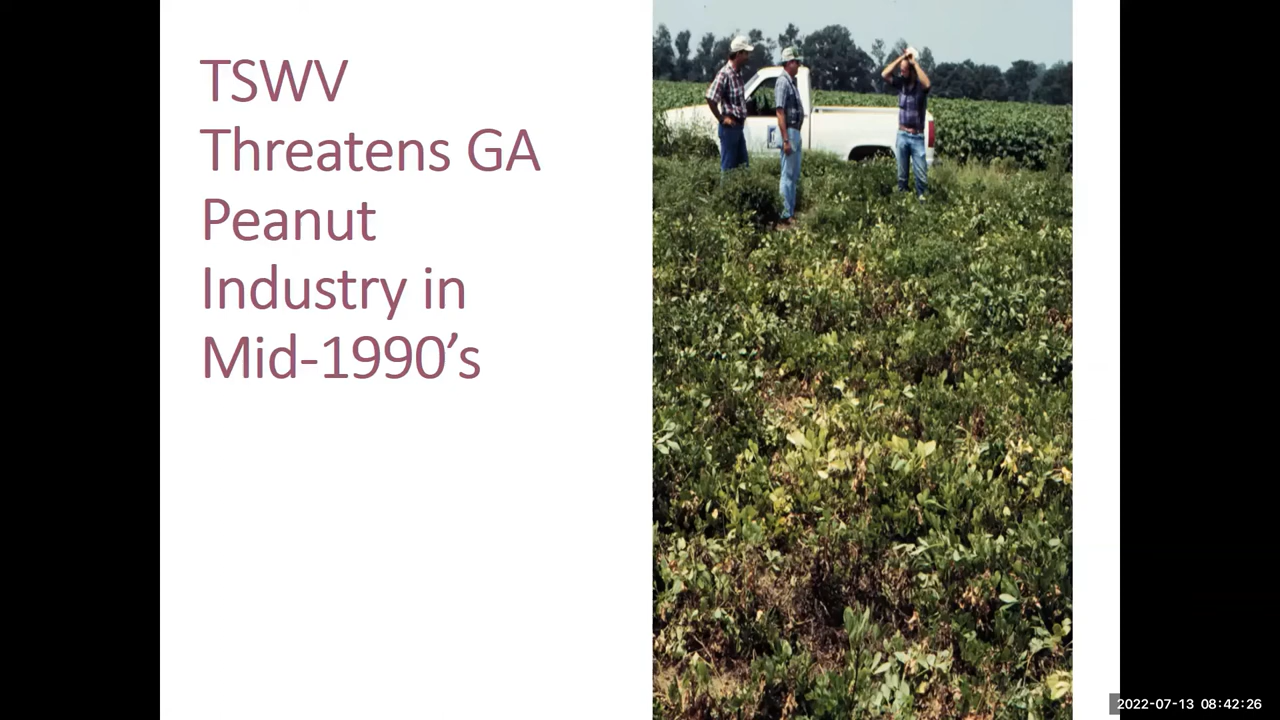 TSWV
Threatens GA
Peanut
Industry in
Mid-1990’s
2022-07-13 08:42:26